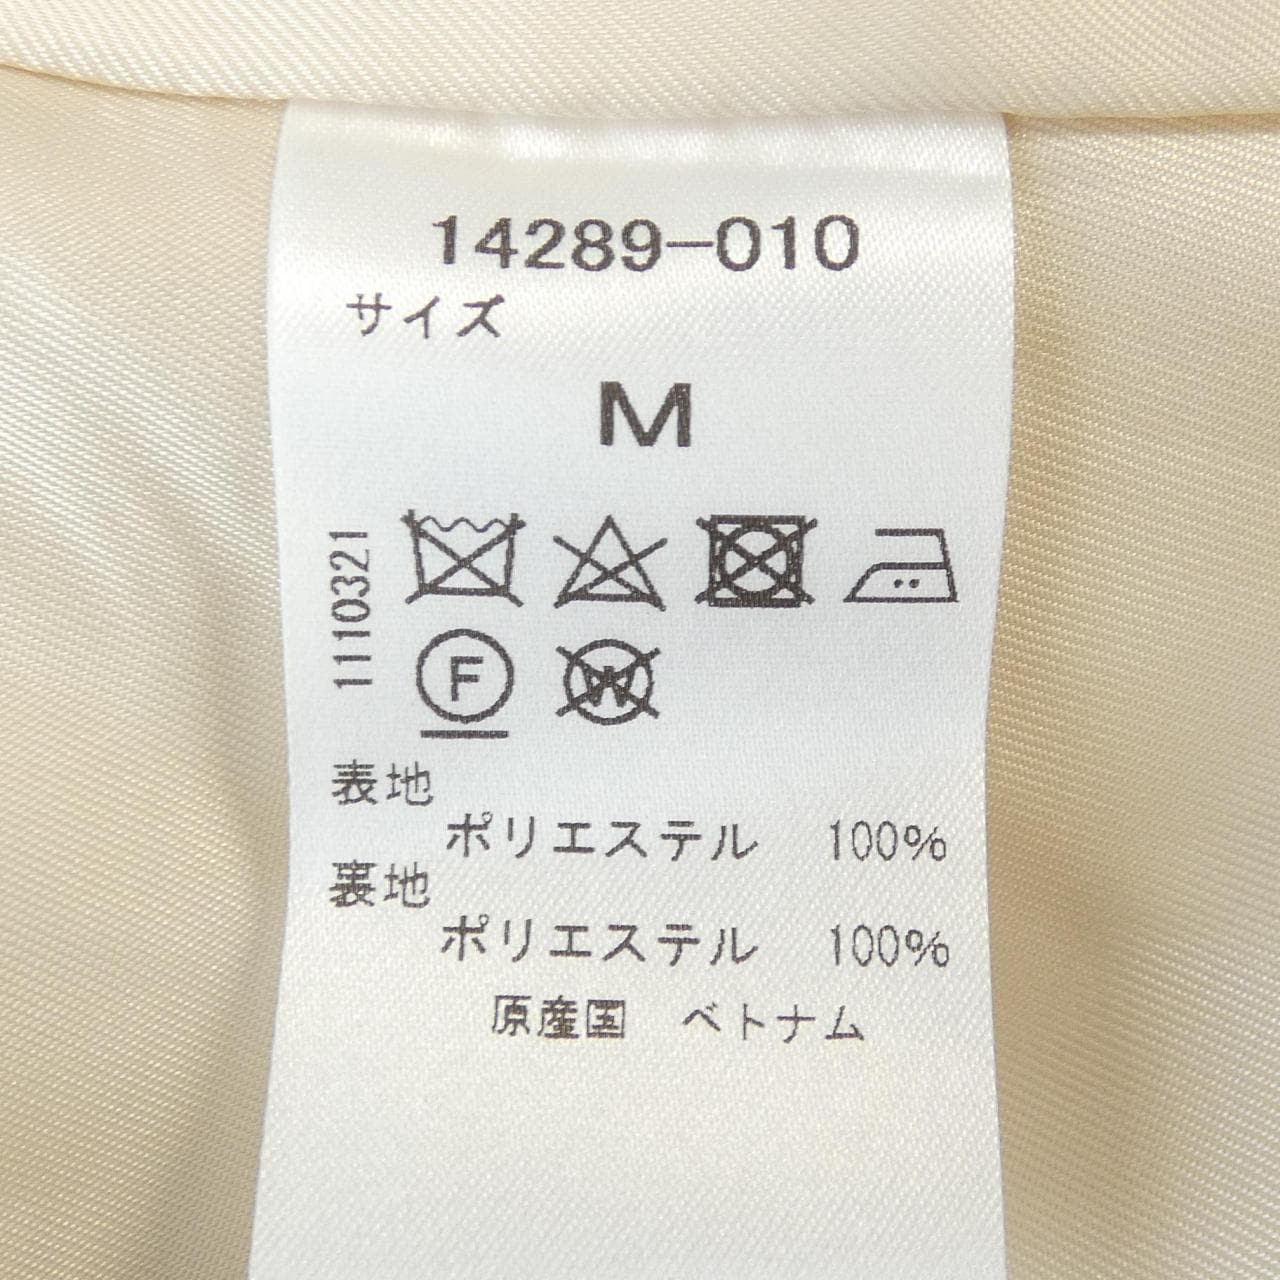 14289-010
サイズ
M
1110321
F
W
表地
ポリエステル 100%
裏地
ポリエステル 100%
原産国 ベトナム